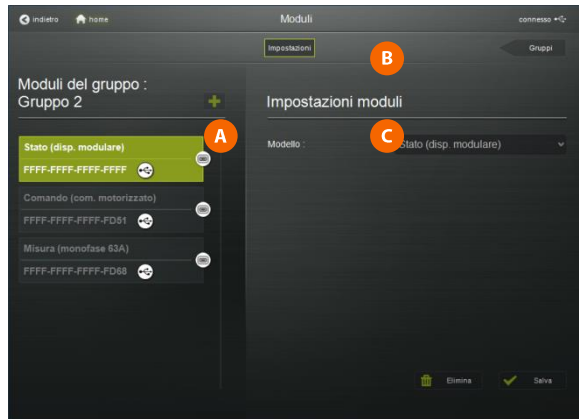 indietro home Moduli connesso
Impostazioni B Gruppi
Moduli del gruppo :
Gruppo 2
Impostazioni moduli
A
Stato (disp. modulare)
FFFF-FFFF-FFFF-FFFF
Modello : C Stato (disp. modulare)
Comando (com. motorizzato)
FFFF-FFFF-FFFF-FD51
Misura (monofase 63A)
FFFF-FFFF-FFFF-FD68
Elimina Salva